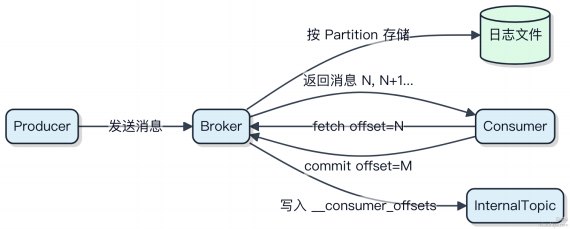 按 Partition 存储
日志文件
返回消息 N, N+1...
Producer
发送消息
Broker
fetch offset=N
Consumer
commit offset=M
写入 __consumer_offsets
InternalTopic